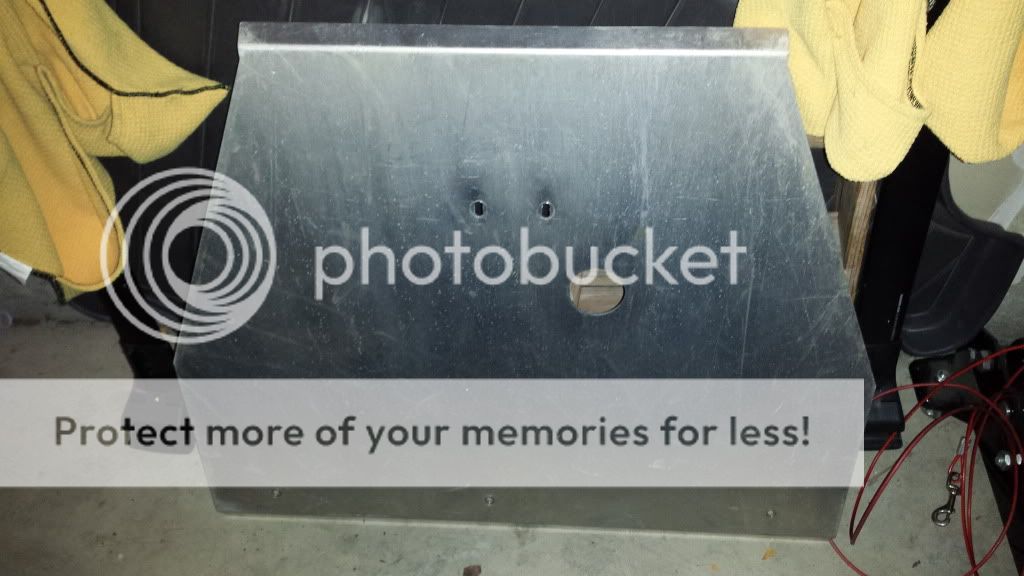 photobucket
Protect more of your memories for less!